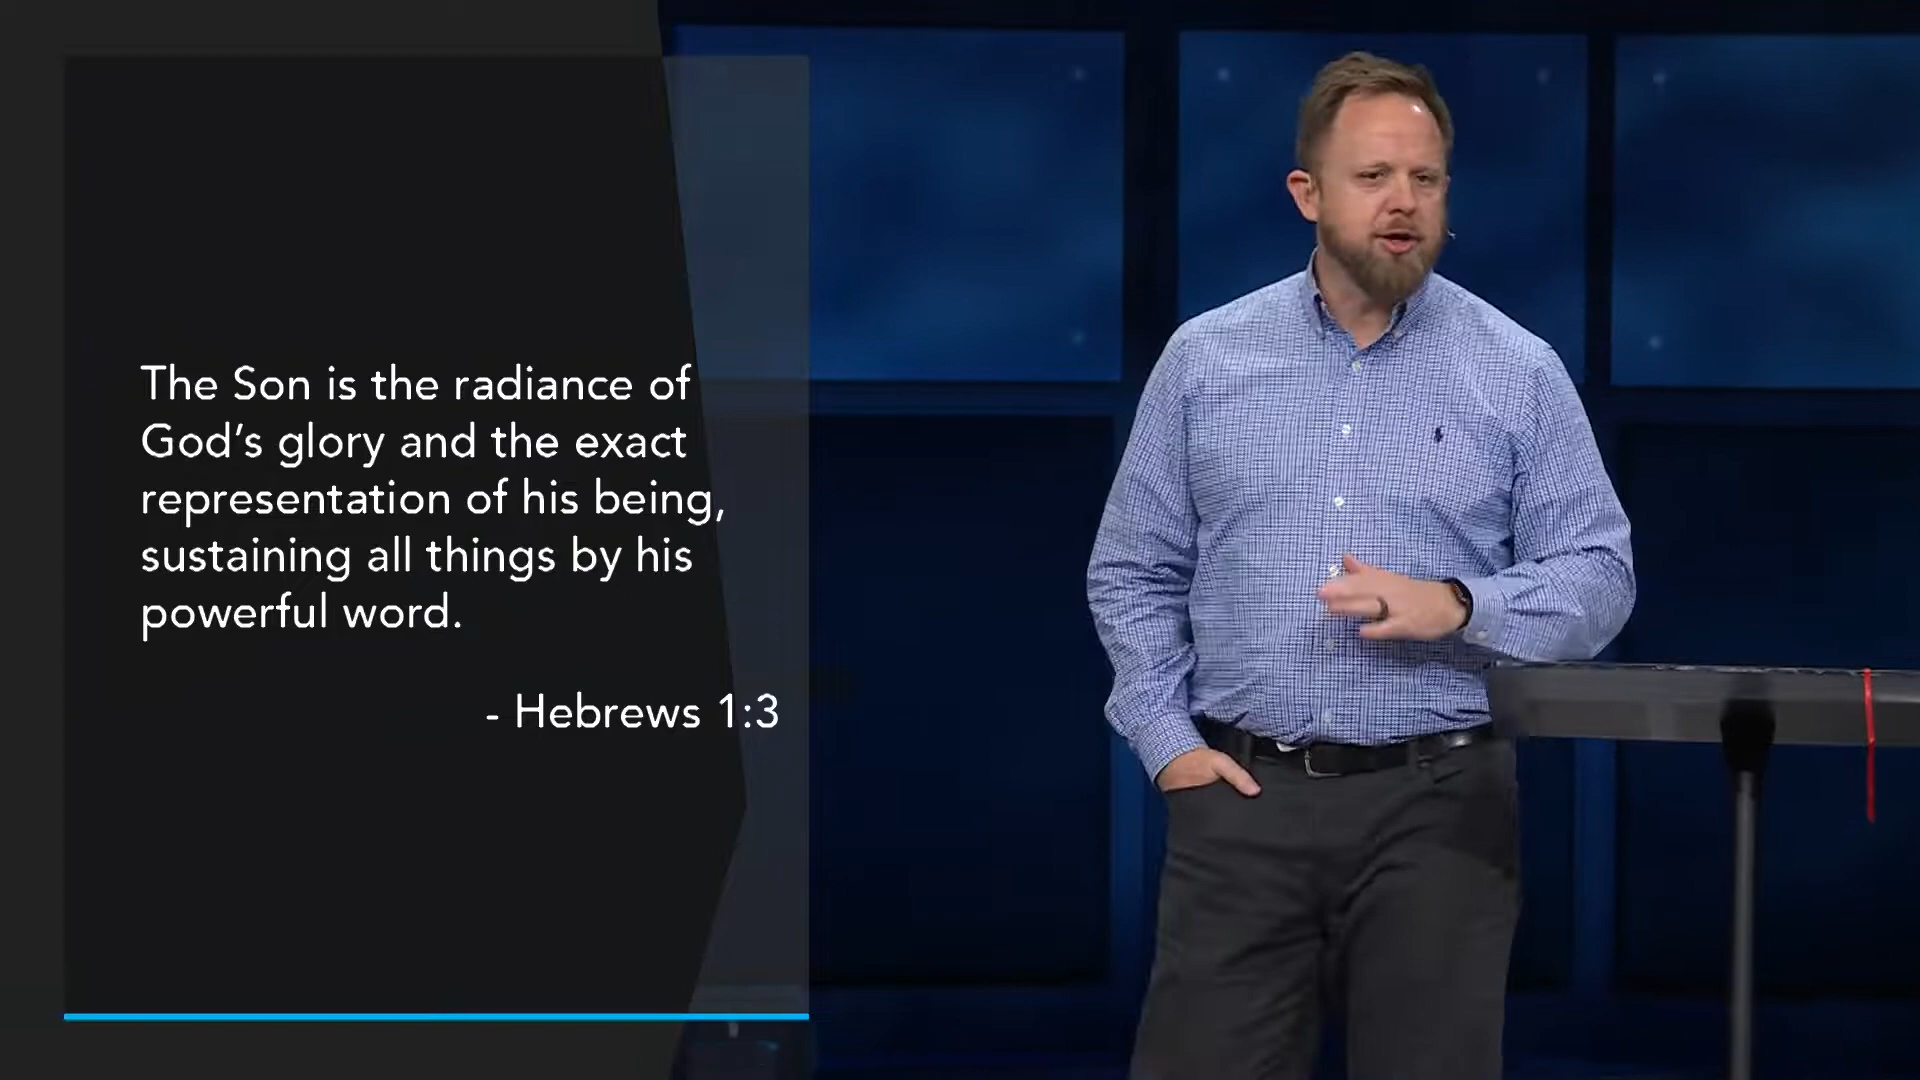 The Son is the radiance of
God’s glory and the exact
representation of his being,
sustaining all things by his
powerful word.
- Hebrews 1:3